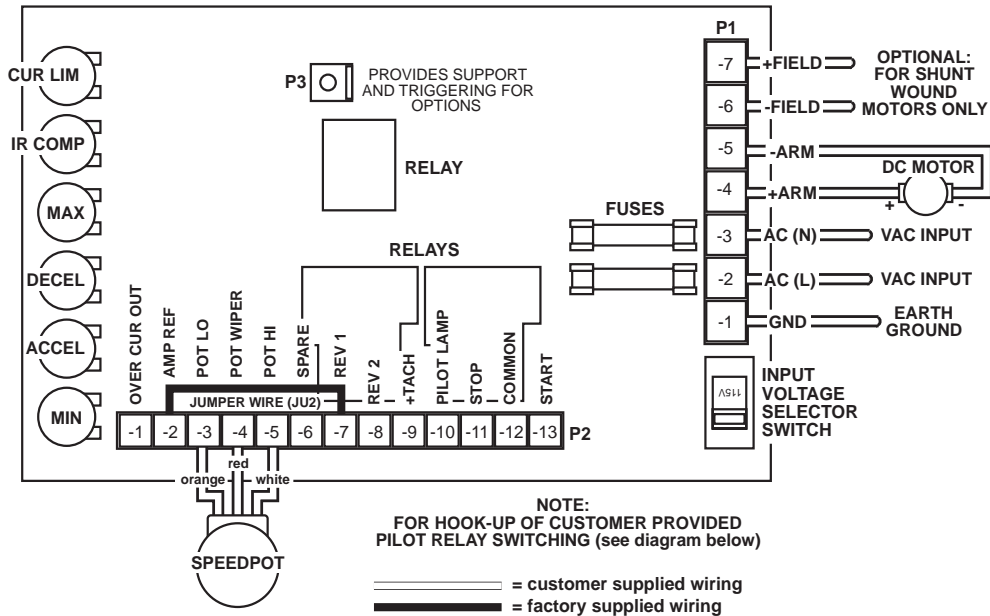 P1
CUR LIM
-7
+FIELD
OPTIONAL:
FOR SHUNT
WOUND
MOTORS ONLY
P3
PROVIDES SUPPORT
AND TRIGGERING FOR
OPTIONS
-6
-FIELD
IR COMP
-5
-ARM
RELAY
DC MOTOR
-4
+ARM
+
-
MAX
FUSES
-3
AC (N)
VAC INPUT
RELAYS
DECEL
-2
AC (L)
VAC INPUT
-1
GND
EARTH
GROUND
ACCEL
OVER CUR OUT
AMP REF
POT LO
POT WIPER
POT HI
SPARE
REV 1
REV 2
+TACH
PILOT LAMP
STOP
COMMON
START
115V
INPUT
VOLTAGE
SELECTOR
SWITCH
MIN
JUMPER WIRE (JU2)
-1 -2 -3 -4 -5 -6 -7 -8 -9 -10 -11 -12 -13
P2
orange
red
white
SPEEDPOT
NOTE:
FOR HOOK-UP OF CUSTOMER PROVIDED
PILOT RELAY SWITCHING (see diagram below)
= customer supplied wiring
= factory supplied wiring